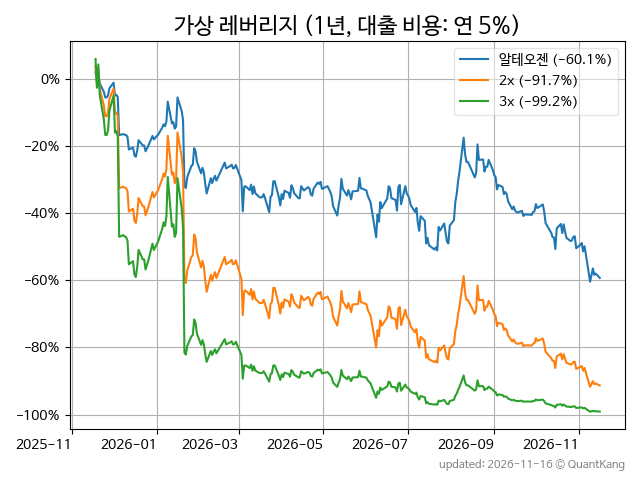 가상 레버리지 (1년, 대출 비용: 연 5%)
알테오젠 (-60.1%)
2x (-91.7%)
3x (-99.2%)
0%
−20%
−40%
−60%
−80%
−100%
2025-11 2026-01 2026-03 2026-05 2026-07 2026-09 2026-11
updated: 2026-11-16 © QuantKang